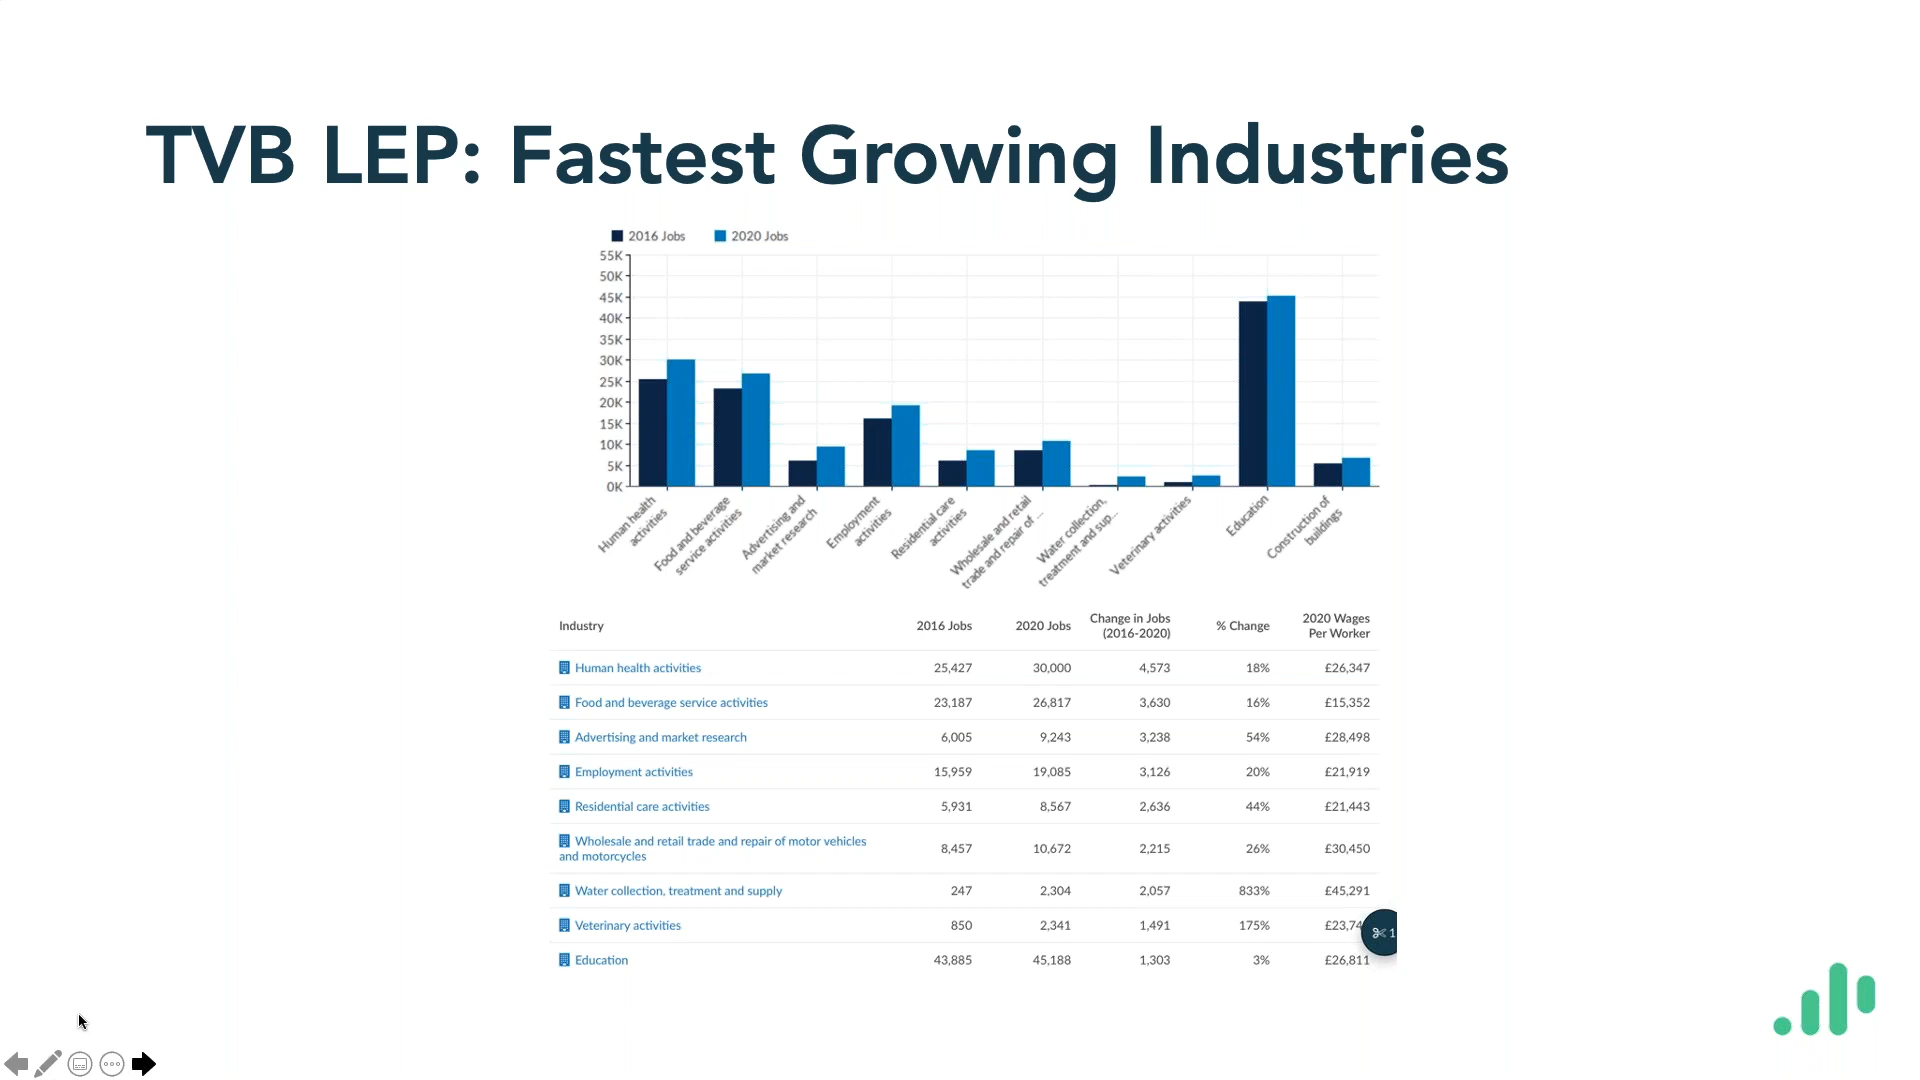 TVB LEP: Fastest Growing Industries
2016 Jobs 2020 Jobs
55K
50K
45K
40K
35K
30K
25K
20K
15K
10K
5K
0K
Human health
activities
Food and beverage
service activities
Advertising and
market research
Employment
activities
Residential care
activities
Wholesale and retail
trade and repair of ...
Water collection,
treatment and sup...
Veterinary activities
Education
Construction of
buildings
Industry 2016 Jobs 2020 Jobs Change in Jobs (2016-2020) % Change 2020 Wages Per Worker
Human health activities 25,427 30,000 4,573 18% £26,347
Food and beverage service activities 23,187 26,817 3,630 16% £15,352
Advertising and market research 6,005 9,243 3,238 54% £28,498
Employment activities 15,959 19,085 3,126 20% £21,919
Residential care activities 5,931 8,567 2,636 44% £21,443
Wholesale and retail trade and repair of motor vehicles
and motorcycles 8,457 10,672 2,215 26% £30,450
Water collection, treatment and supply 247 2,304 2,057 833% £45,291
Veterinary activities 850 2,341 1,491 175%
Education 43,885 45,188 1,303 3% £26,811